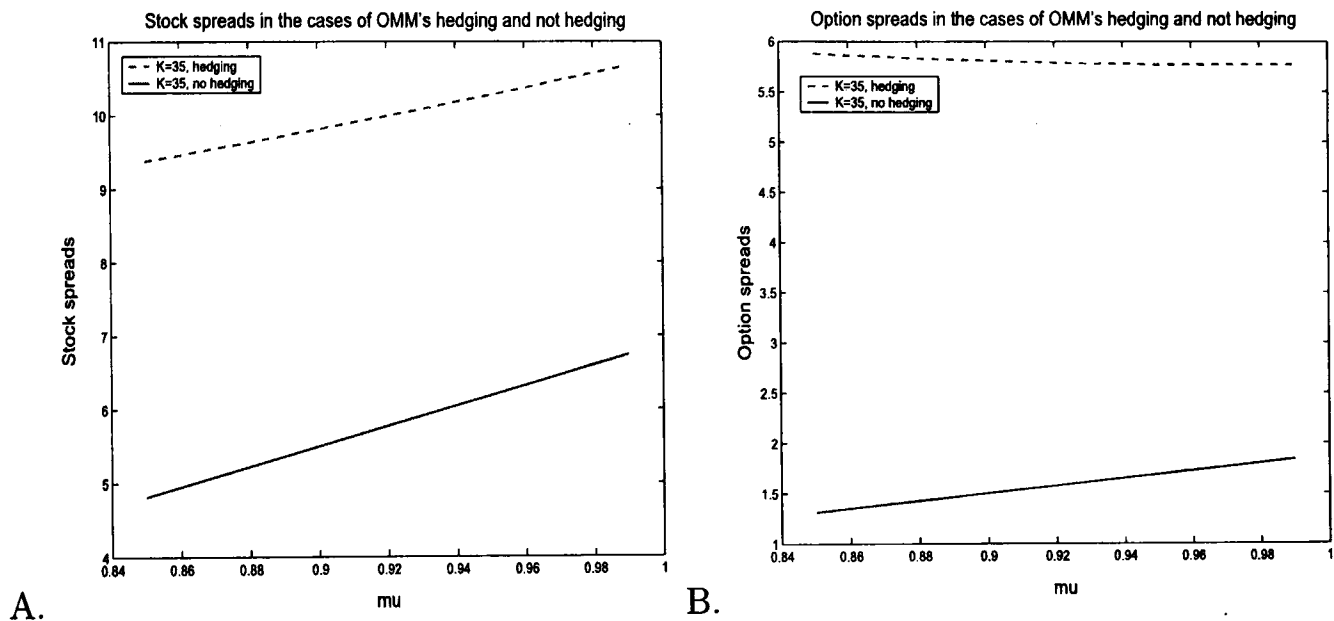 Stock spreads in the cases of OMM's hedging and not hedging
11
10
9
8
7
6
5
4
K=35, hedging
K=35, no hedging
Stock spreads
0.84 0.86 0.88 0.9 0.92 0.94 0.96 0.98 1
mu
A.
Option spreads in the cases of OMM's hedging and not hedging
6
5.5
5
4.5
4
3.5
3
2.5
2
1.5
1
K=35, hedging
K=35, no hedging
Option spreads
0.84 0.86 0.88 0.9 0.92 0.94 0.96 0.98 1
mu
B.